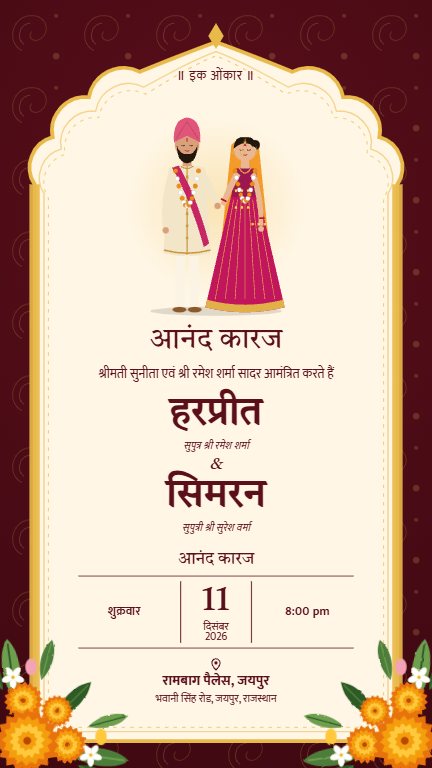 ॥ इक ओंकार ॥
आनंद कारज
श्रीमती सुनीता एवं श्री रमेश शर्मा सादर आमंत्रित करते हैं
हरप्रीत
सुपुत्र श्री रमेश शर्मा
&
सिमरन
सुपुत्री श्री सुरेश वर्मा
आनंद कारज
शुक्रवार
11
दिसंबर
2026
8:00 pm
रामबाग पैलेस, जयपुर
भवानी सिंह रोड, जयपुर, राजस्थान